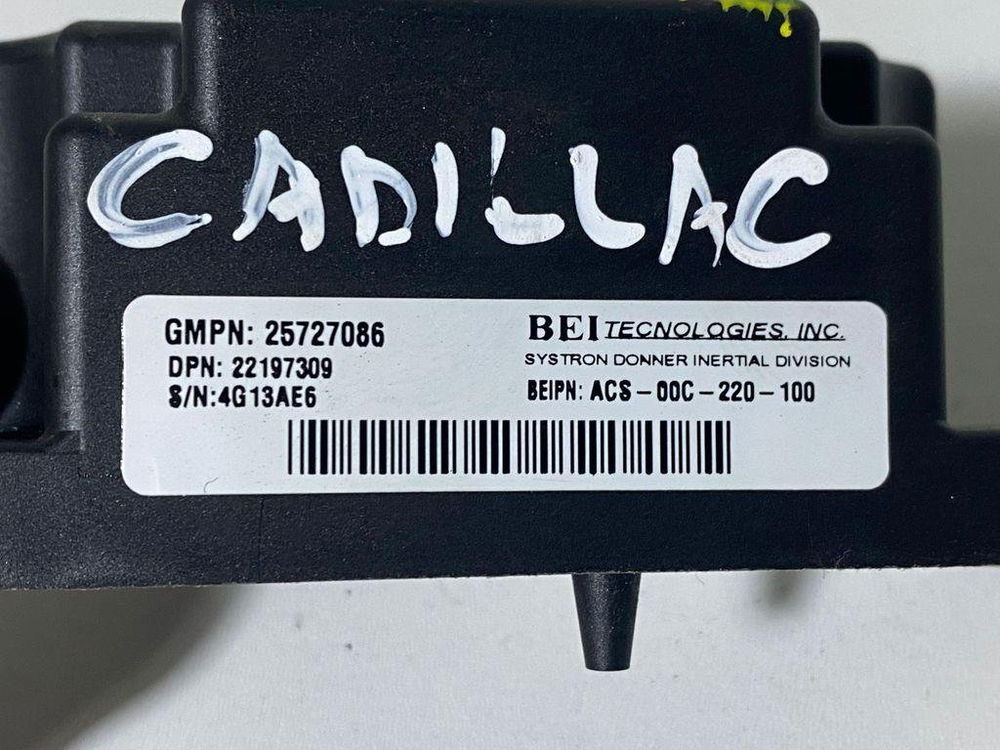 CADILLAC
GMPN: 25727086
DPN: 22197309
S/N:4G13AE6
BEI TECNOLOGIES, INC.
SYSTRON DONNER INERTIAL DIVISION
BEIPN: ACS-00C-220-100